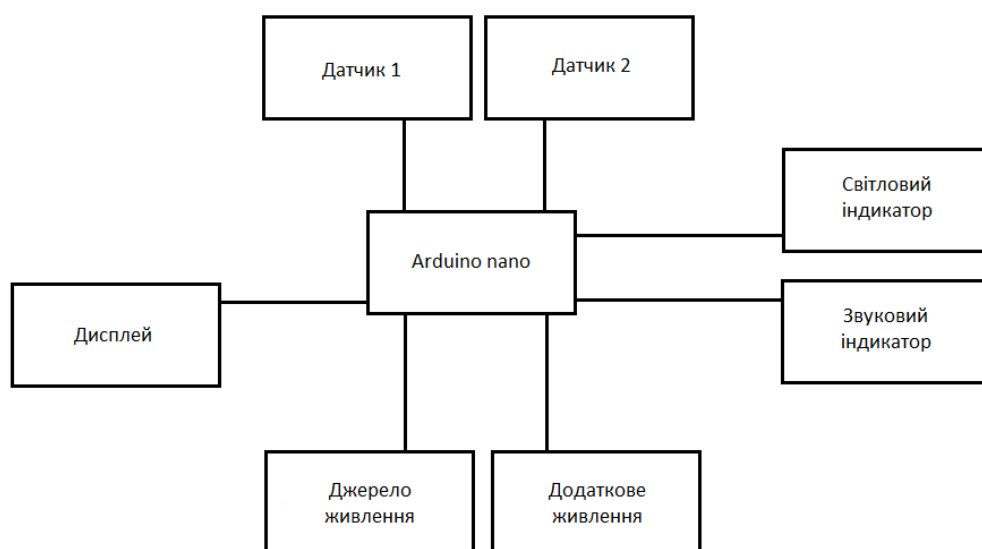 Датчик 1
Датчик 2
Світловий
індикатор
Arduino nano
Звуковий
індикатор
Дисплей
Джерело
живлення
Додаткове
живлення